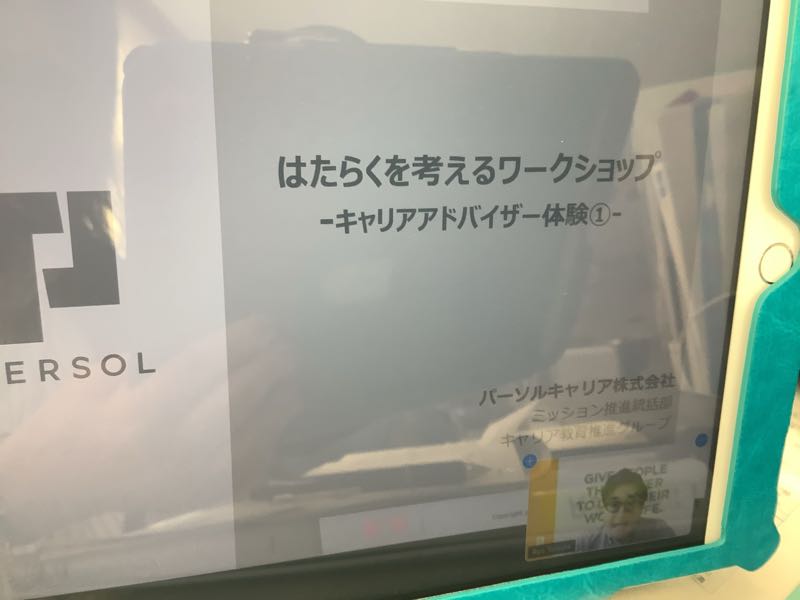 はたらくを考えるワークショップ
-キャリアアドバイザー体験①-
ERSOL
パーソルキャリア株式会社
ミッション推進統括部
キャリア教育推進グループ
Copyright
GIVE PEOPLE